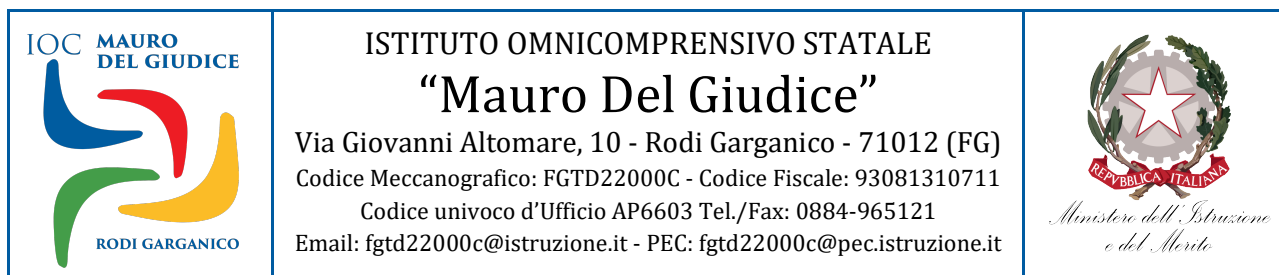 IOC MAURO
DEL GIUDICE
RODI GARGANICO
ISTITUTO OMNICOMPRENSIVO STATALE
“Mauro Del Giudice”
Via Giovanni Altomare, 10 - Rodi Garganico - 71012 (FG)
Codice Meccanografico: FGTD22000C - Codice Fiscale: 93081310711
Codice univoco d’Ufficio AP6603 Tel./Fax: 0884-965121
Email: fgtd22000c@istruzione.it - PEC: fgtd22000c@pec.istruzione.it
REPVBBLICA ITALIANA
Ministero dell'Istruzione
e del Merito